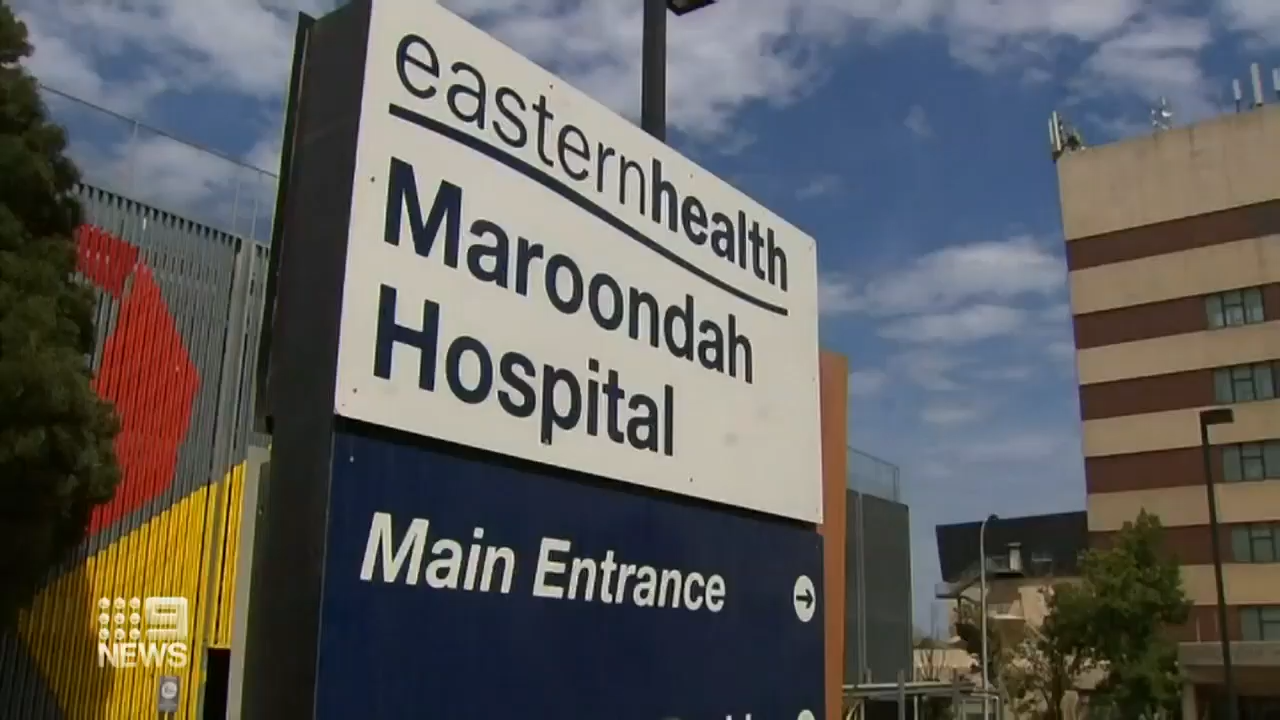 easternhealth
Maroondah
Hospital
Main Entrance
9
NEWS